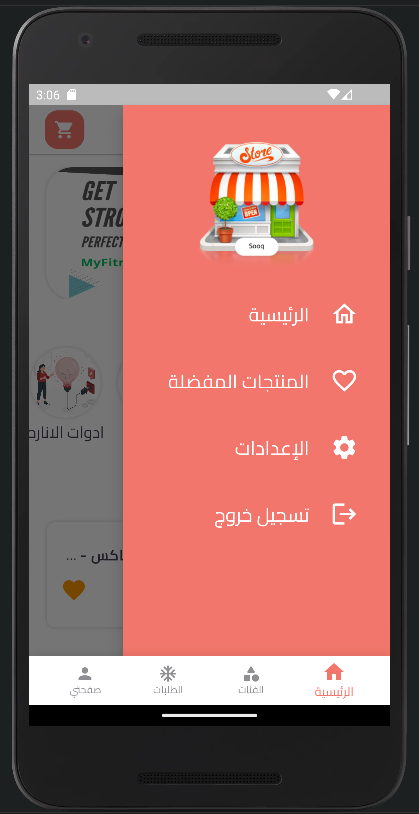 3:06
Store
OPEN
Sooq
GET
STRO
PERFECT
MyFitr
الرئيسية
المنتجات المفضلة
الإعدادات
تسجيل خروج
ادوات الانارة
اكس - ...
الرئيسية
الفئات
الطلبات
صفحتي